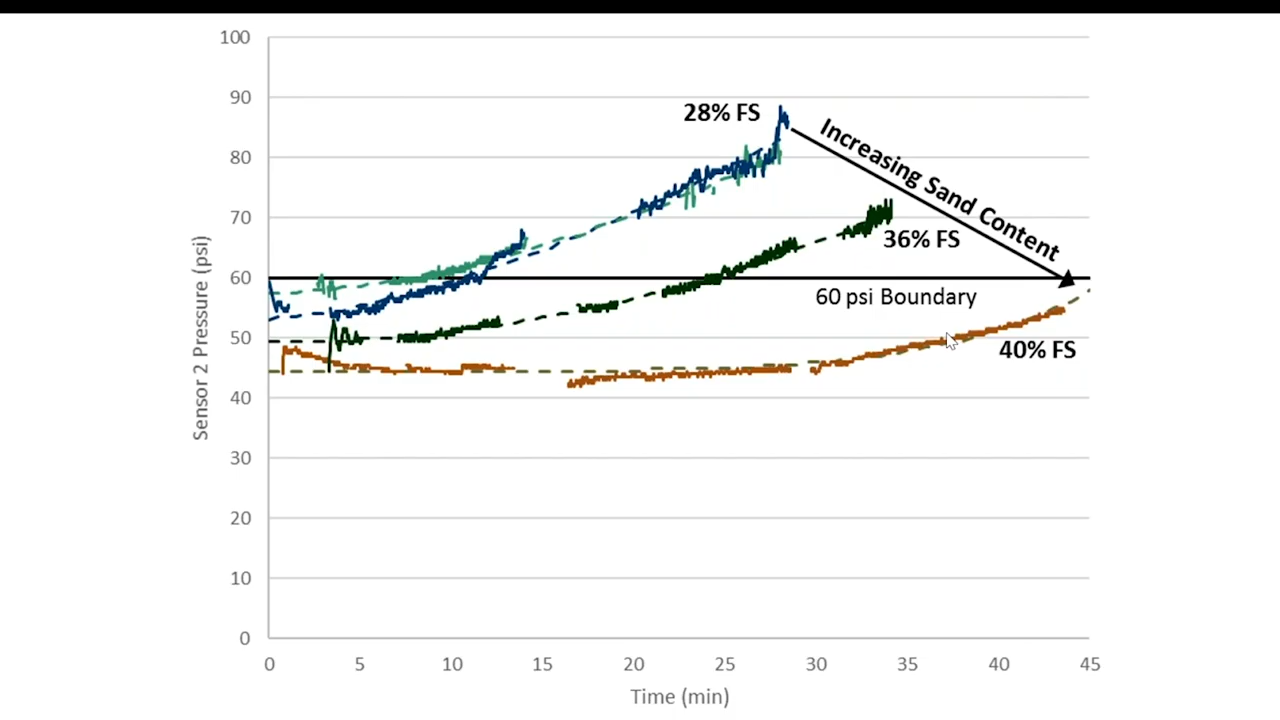 100
90
80
70
60
50
40
30
20
10
0
Sensor 2 Pressure (psi)
28% FS
Increasing Sand Content
36% FS
60 psi Boundary
40% FS
0 5 10 15 20 25 30 35 40 45
Time (min)